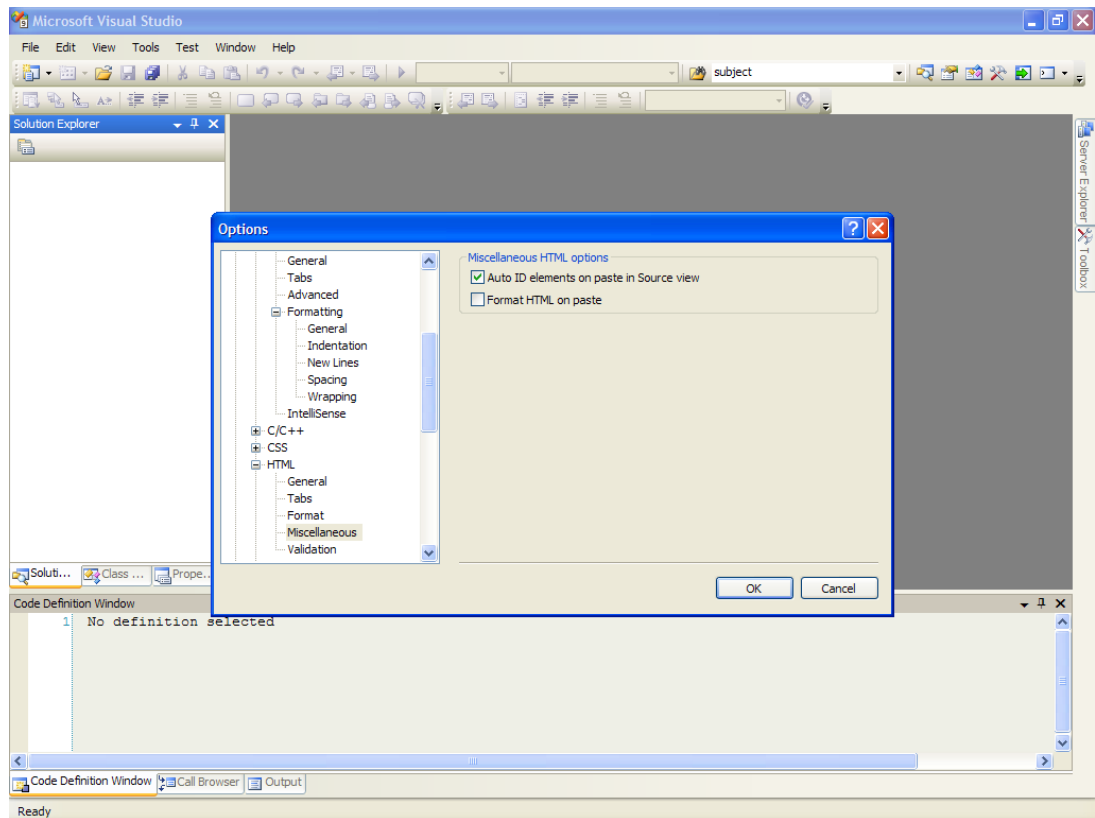 Microsoft Visual Studio
File Edit View Tools Test Window Help
subject
Solution Explorer
Server Explorer
Toolbox
Options
General
Tabs
Advanced
Formatting
General
Indentation
New Lines
Spacing
Wrapping
IntelliSense
C/C++
CSS
HTML
General
Tabs
Format
Miscellaneous
Validation
Miscellaneous HTML options
Auto ID elements on paste in Source view
Format HTML on paste
OK Cancel
Soluti... Class ... Prope...
Code Definition Window
1 No definition selected
Code Definition Window Call Browser Output
Ready